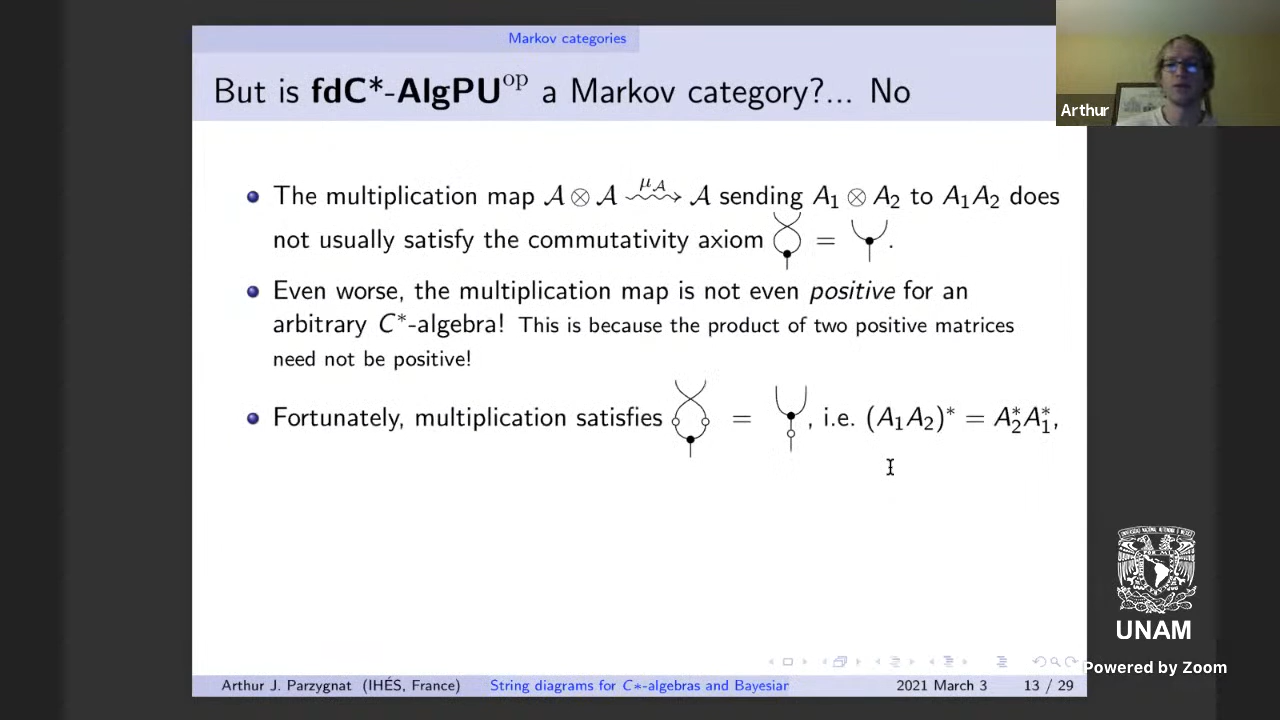 Markov categories
But is fdC*-AlgPU^op a Markov category?... No
Arthur
The multiplication map 𝒜 ⊗ 𝒜 ⇝^{μ_𝒜} 𝒜 sending A₁ ⊗ A₂ to A₁A₂ does
not usually satisfy the commutativity axiom = .
Even worse, the multiplication map is not even positive for an
arbitrary C*-algebra! This is because the product of two positive matrices
need not be positive!
Fortunately, multiplication satisfies = , i.e. (A₁A₂)* = A₂*A₁*,
UNAM
Powered by Zoom
Arthur J. Parzygnat (IHÉS, France) String diagrams for C*-algebras and Bayesiar 2021 March 3 13 / 29